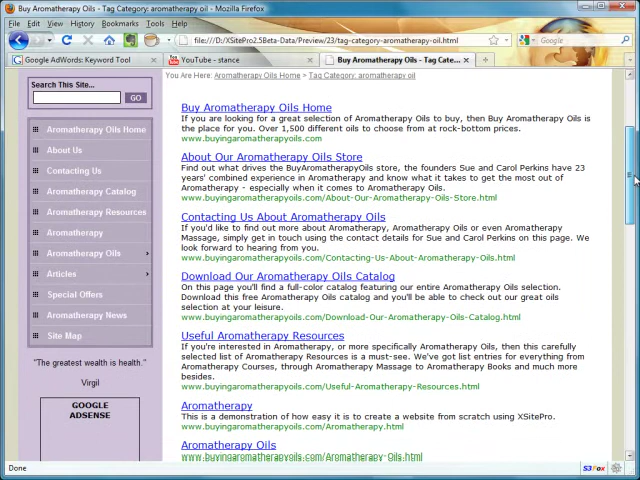 Buy Aromatherapy Oils - Tag Category: aromatherapy oil - Mozilla Firefox
File Edit View History Bookmarks Tools Help
file:///D:/XSitePro2.5Beta-Data/Preview/23/tag-category-aromatherapy-oil.html
Google
Google AdWords: Keyword Tool
YouTube - stance
Buy Aromatherapy Oils - Tag Cate...
You Are Here: Aromatherapy Oils Home > Tag Category: aromatherapy oil
Search This Site...
GO
Aromatherapy Oils Home
About Us
Contacting Us
Aromatherapy Catalog
Aromatherapy Resources
Aromatherapy
Aromatherapy Oils
Articles
Special Offers
Aromatherapy News
Site Map
"The greatest wealth is health."
Virgil
GOOGLE
ADSENSE
Buy Aromatherapy Oils Home
If you are looking for a great selection of Aromatherapy Oils to buy, then Buy Aromatherapy Oils is
the place for you. Over 1,500 different oils to choose from at rock-bottom prices.
www.buyingaromatherapyoils.com
About Our Aromatherapy Oils Store
Find out what drives the BuyAromatherapyOils store, the founders Sue and Carol Perkins have 23
years' combined experience in Aromatherapy and know what it takes to get the most out of
Aromatherapy - especially when it comes to Aromatherapy Oils.
www.buyingaromatherapyoils.com/About-Our-Aromatherapy-Oils-Store.html
Contacting Us About Aromatherapy Oils
If you'd like to find out more about Aromatherapy, Aromatherapy Oils or even Aromatherapy
Massage, simply get in touch using the contact details for Sue and Carol Perkins on this page. We
look forward to hearing from you.
www.buyingaromatherapyoils.com/Contacting-Us-About-Aromatherapy-Oils.html
Download Our Aromatherapy Oils Catalog
On this page you'll find a full-color catalog featuring our entire Aromatherapy Oils selection.
Download this free Aromatherapy Oils catalog and you'll be able to check out our great oils
selection at your leisure.
www.buyingaromatherapyoils.com/Download-Our-Aromatherapy-Oils-Catalog.html
Useful Aromatherapy Resources
If you're interested in Aromatherapy, or more specifically Aromatherapy Oils, then this carefully
selected list of Aromatherapy Resources is a must-see. We've got list entries for everything from
Aromatherapy Courses, through Aromatherapy Massage to Aromatherapy Books and much more
besides.
www.buyingaromatherapyoils.com/Useful-Aromatherapy-Resources.html
Aromatherapy
This is a demonstration of how easy it is to create a website from scratch using XSitePro.
www.buyingaromatherapyoils.com/Aromatherapy.html
Aromatherapy Oils
www.buyingaromatherapyoils.com/Aromatherapy-Oils.html
Done
S3Fox